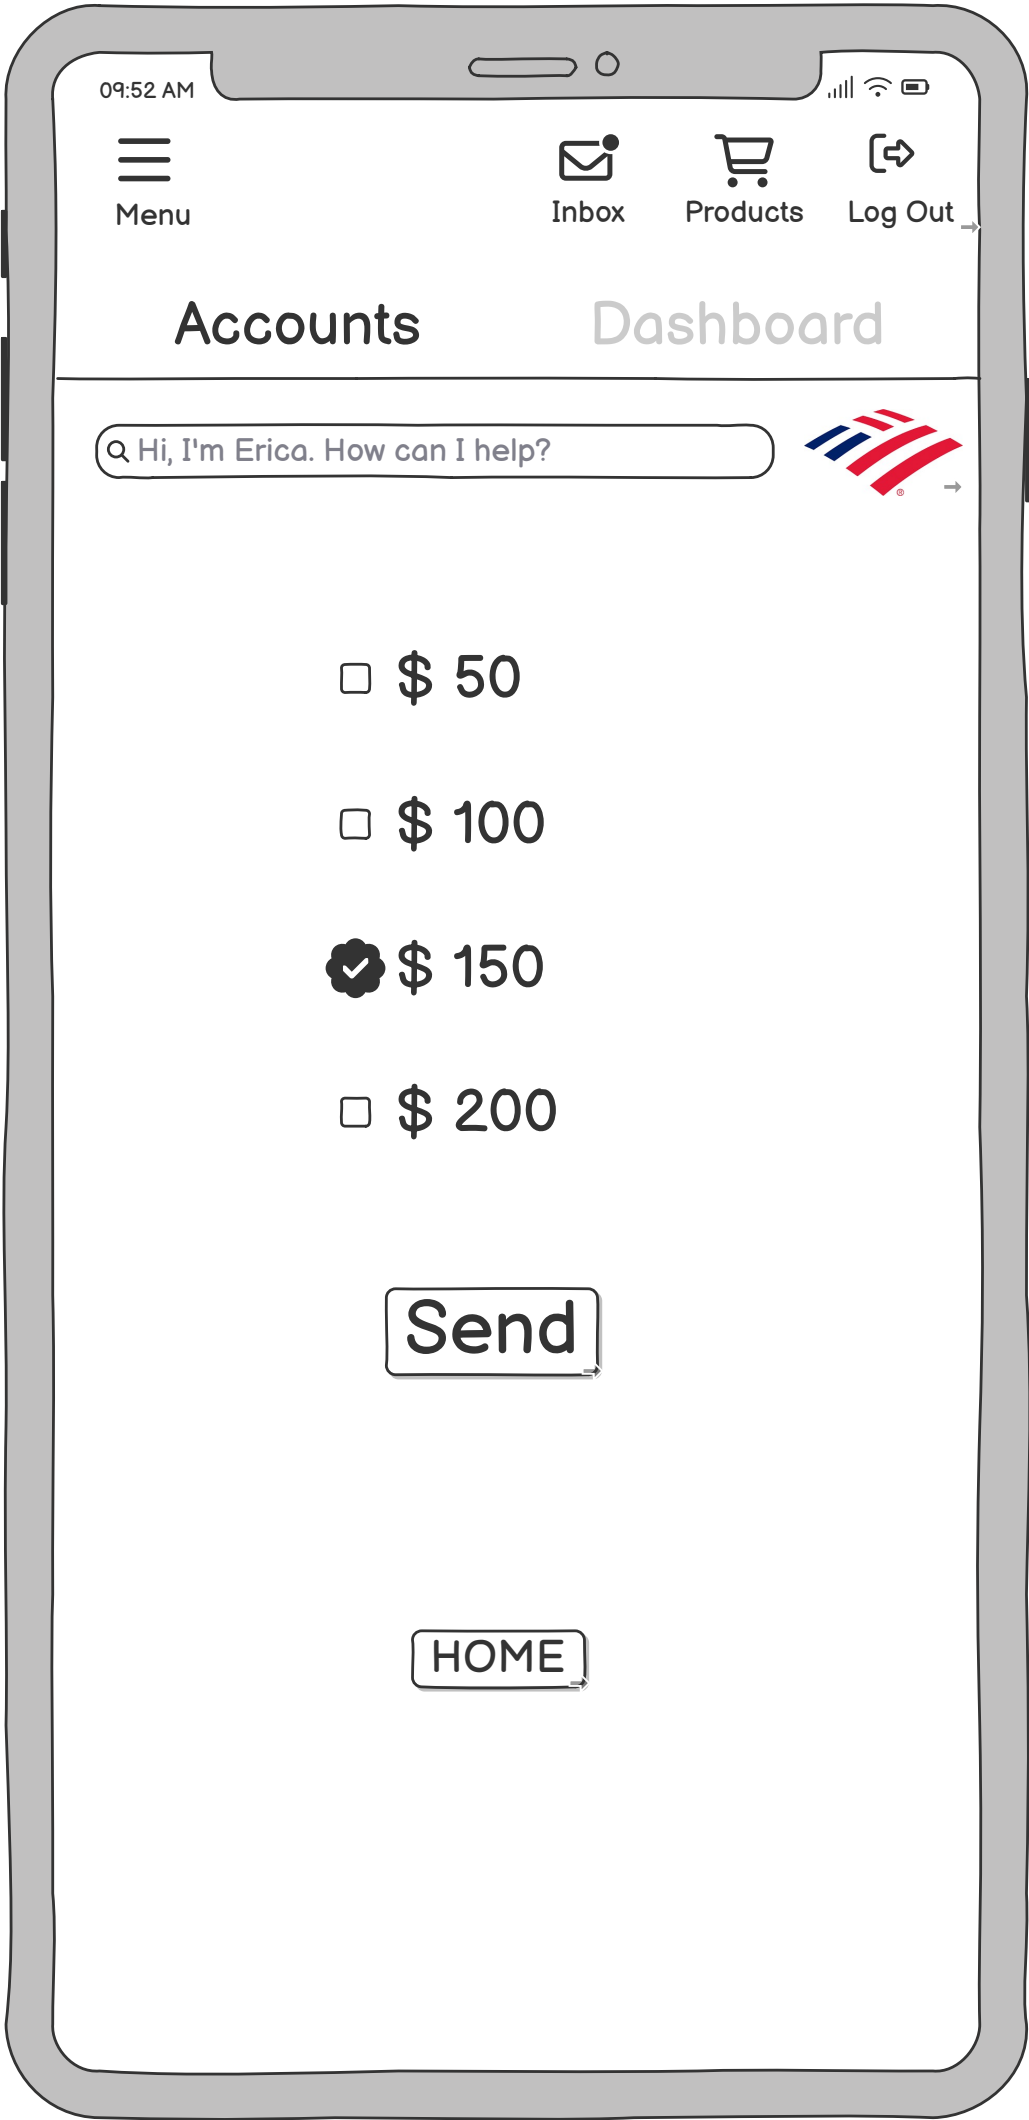 09:52 AM
Menu
Inbox
Products
Log Out
Accounts
Dashboard
Hi, I'm Erica. How can I help?
®
$ 50
$ 100
$ 150
$ 200
Send
HOME